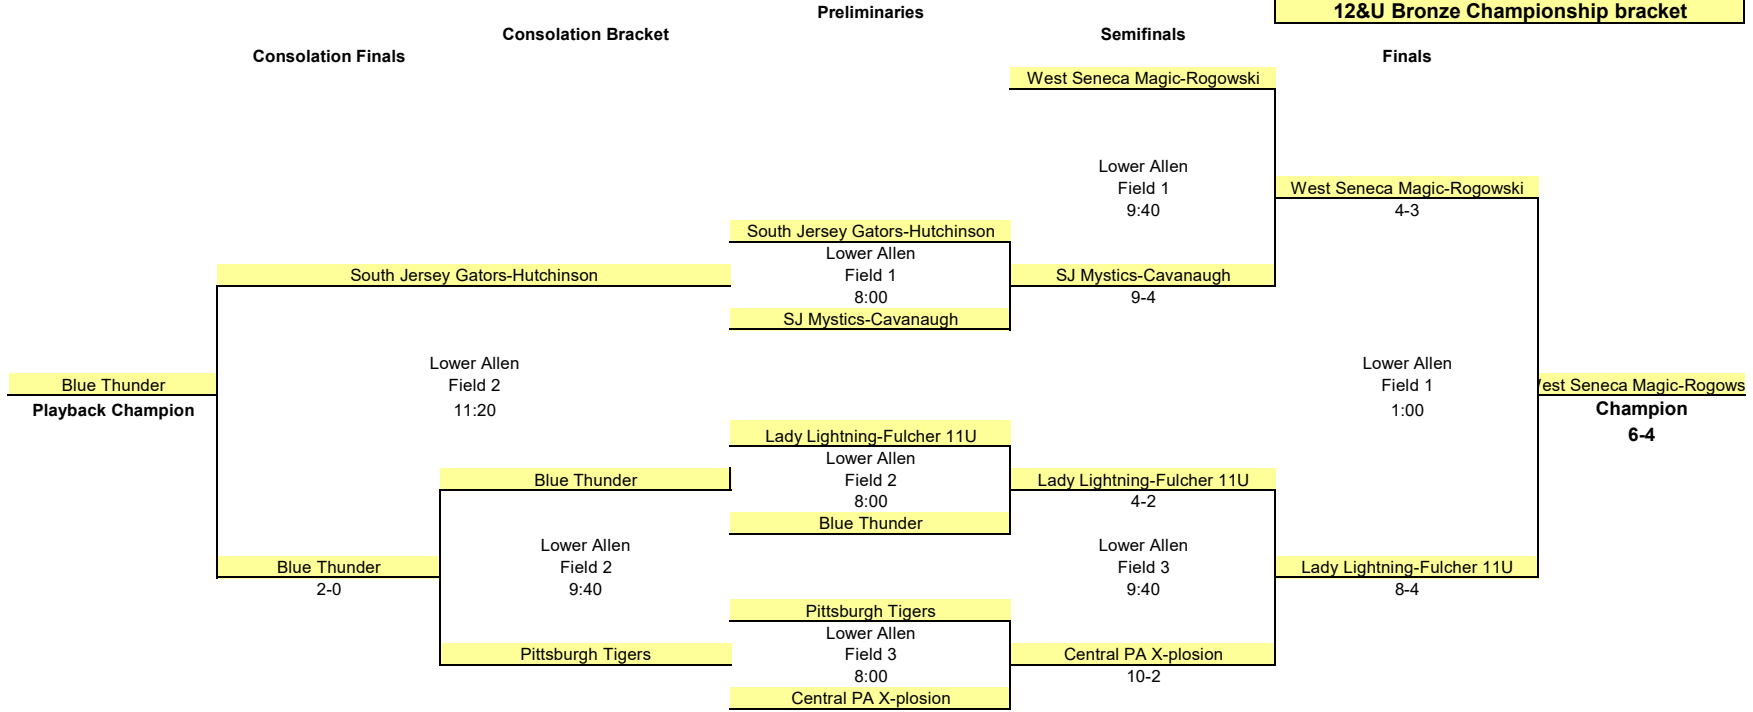 Preliminaries
12&U Bronze Championship bracket
Consolation Bracket
Semifinals
Consolation Finals
Finals
West Seneca Magic-Rogowski
Lower Allen
Field 1
9:40
West Seneca Magic-Rogowski
4-3
South Jersey Gators-Hutchinson
Lower Allen
Field 1
8:00
SJ Mystics-Cavanaugh
South Jersey Gators-Hutchinson
SJ Mystics-Cavanaugh
9-4
Lower Allen
Field 2
11:20
Blue Thunder
Playback Champion
Lower Allen
Field 1
1:00
est Seneca Magic-Rogows
Champion
6-4
Lady Lightning-Fulcher 11U
Lower Allen
Field 2
8:00
Blue Thunder
Blue Thunder
Lady Lightning-Fulcher 11U
4-2
Lower Allen
Field 2
9:40
Blue Thunder
2-0
Lower Allen
Field 3
9:40
Lady Lightning-Fulcher 11U
8-4
Pittsburgh Tigers
Lower Allen
Field 3
8:00
Central PA X-plosion
Pittsburgh Tigers
Central PA X-plosion
10-2